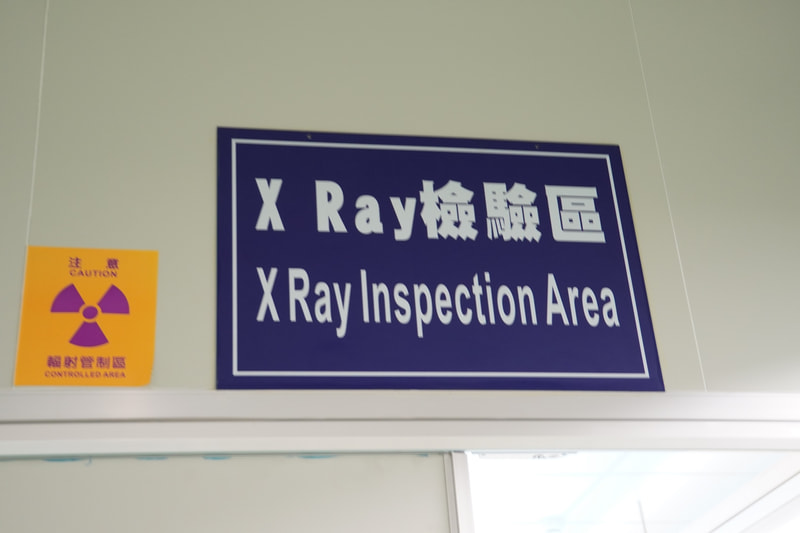 X Ray檢驗區
X Ray Inspection Area
注 意
CAUTION
輻射管制區
CONTROLLED AREA